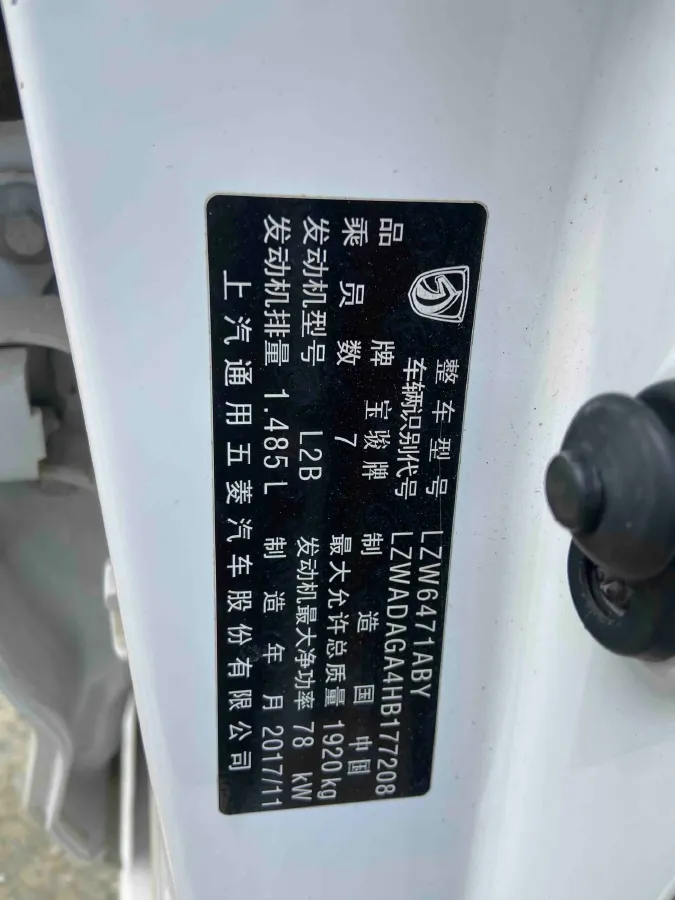 整车型号 LZW6471ABY
车辆识别代号 LZWADAGA4HB177208
品牌 宝骏牌 制造国 中国
乘员数 7 最大允许总质量 1920kg
发动机型号 L2B 发动机最大净功率 78 kW
发动机排量 1.485L 制造年月 2017/11
上汽通用五菱汽车股份有限公司